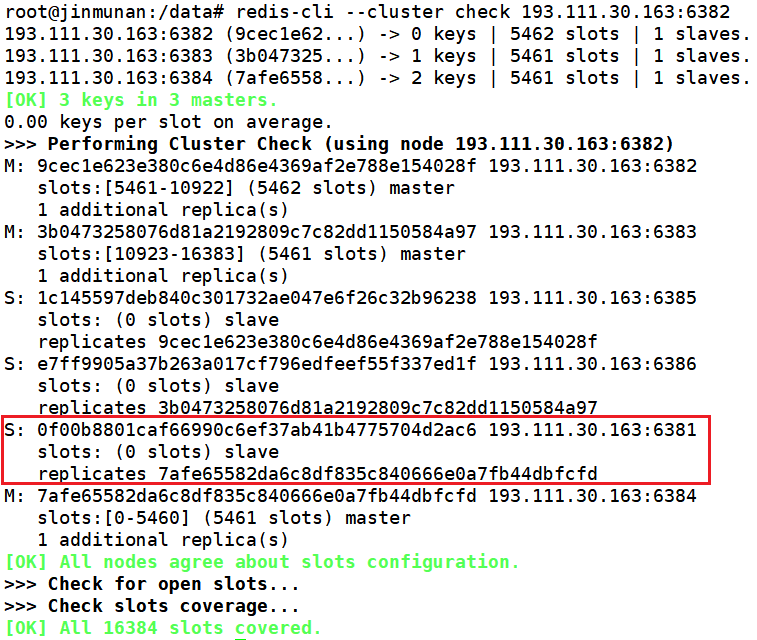 root@jinmunan:/data# redis-cli --cluster check 193.111.30.163:6382
193.111.30.163:6382 (9cec1e62...) -> 0 keys | 5462 slots | 1 slaves.
193.111.30.163:6383 (3b047325...) -> 1 keys | 5461 slots | 1 slaves.
193.111.30.163:6384 (7afe6558...) -> 2 keys | 5461 slots | 1 slaves.
[OK] 3 keys in 3 masters.
0.00 keys per slot on average.
>>> Performing Cluster Check (using node 193.111.30.163:6382)
M: 9cec1e623e380c6e4d86e4369af2e788e154028f 193.111.30.163:6382
   slots:[5461-10922] (5462 slots) master
   1 additional replica(s)
M: 3b0473258076d81a2192809c7c82dd1150584a97 193.111.30.163:6383
   slots:[10923-16383] (5461 slots) master
   1 additional replica(s)
S: 1c145597deb840c301732ae047e6f26c32b96238 193.111.30.163:6385
   slots: (0 slots) slave
   replicates 9cec1e623e380c6e4d86e4369af2e788e154028f
S: e7ff9905a37b263a017cf796edfeef55f337ed1f 193.111.30.163:6386
   slots: (0 slots) slave
   replicates 3b0473258076d81a2192809c7c82dd1150584a97
S: 0f00b8801caf66990c6ef37ab41b4775704d2ac6 193.111.30.163:6381
   slots: (0 slots) slave
   replicates 7afe65582da6c8df835c840666e0a7fb44dbfcfd
M: 7afe65582da6c8df835c840666e0a7fb44dbfcfd 193.111.30.163:6384
   slots:[0-5460] (5461 slots) master
   1 additional replica(s)
[OK] All nodes agree about slots configuration.
>>> Check for open slots...
>>> Check slots coverage...
[OK] All 16384 slots covered.